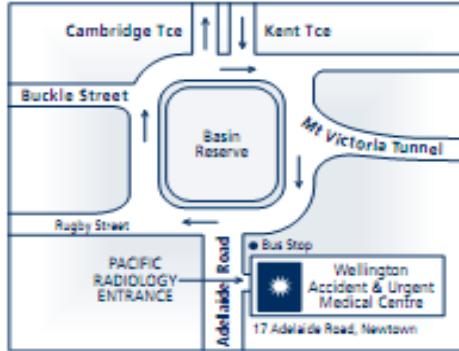 Cambridge Tce
Kent Tce
Buckle Street
Basin
Reserve
Mt Victoria Tunnel
Rugby Street
Bus Stop
PACIFIC
RADIOLOGY
ENTRANCE
Adelaide Road
Wellington
Accident & Urgent
Medical Centre
17 Adelaide Road, Newtown